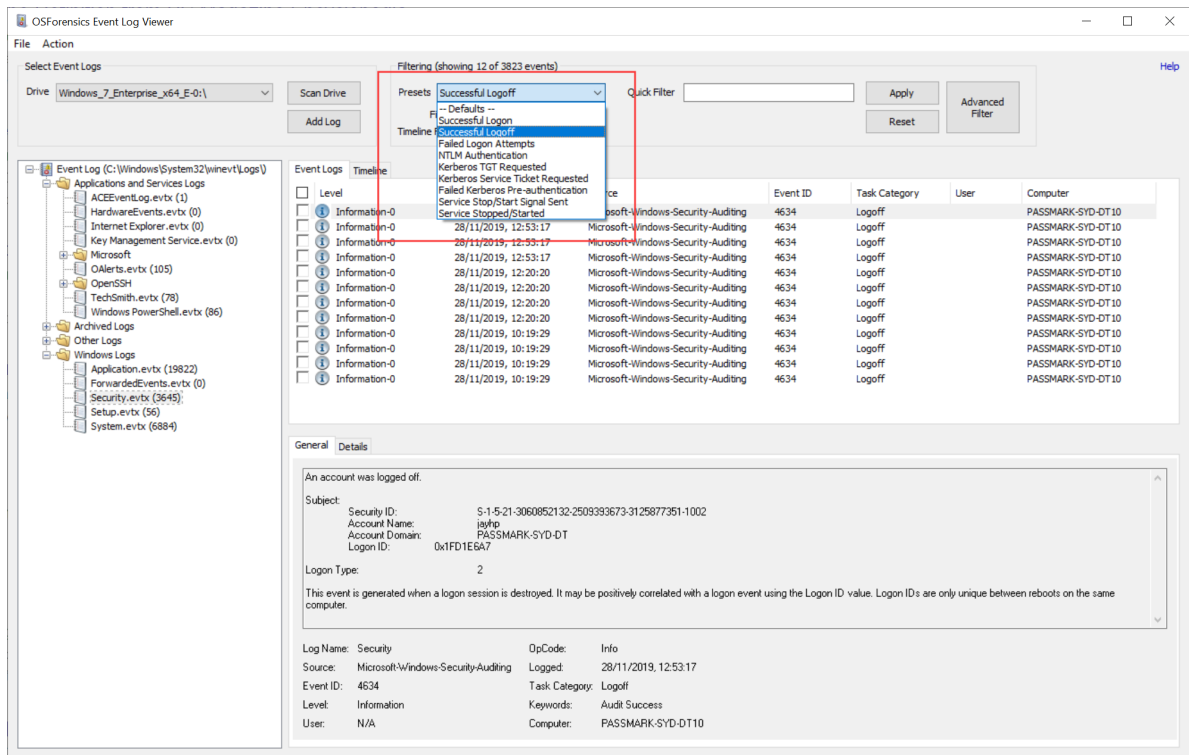 OSForensics Event Log Viewer
File Action
Select Event Logs
Drive Windows_7_Enterprise_x64_E-0:\
Scan Drive
Add Log
Filtering (showing 12 of 3823 events)
Presets Successful Logoff
Quick Filter
Apply
Reset
Advanced
Filter
Help
Timeline
-- Defaults --
Successful Logon
Successful Logoff
Failed Logon Attempts
NTLM Authentication
Kerberos TGT Requested
Kerberos Service Ticket Requested
Failed Kerberos Pre-authentication
Service Stop/Start Signal Sent
Service Stopped/Started
Event Log (C:\Windows\System32\winevt\Logs\)
Applications and Services Logs
ACEEventLog.evtx (1)
HardwareEvents.evtx (0)
Internet Explorer.evtx (0)
Key Management Service.evtx (0)
Microsoft
OAlerts.evtx (105)
OpenSSH
TechSmith.evtx (78)
Windows PowerShell.evtx (86)
Archived Logs
Other Logs
Windows Logs
Application.evtx (19822)
ForwardedEvents.evtx (0)
Security.evtx (3645)
Setup.evtx (56)
System.evtx (6884)
Event Logs Timeline
Level Event ID Task Category User Computer
Information-0 Microsoft-Windows-Security-Auditing 4634 Logoff PASSMARK-SYD-DT10
Information-0 28/11/2019, 12:53:17 Microsoft-Windows-Security-Auditing 4634 Logoff PASSMARK-SYD-DT10
Information-0 28/11/2019, 12:53:17 Microsoft-Windows-Security-Auditing 4634 Logoff PASSMARK-SYD-DT10
Information-0 28/11/2019, 12:53:17 Microsoft-Windows-Security-Auditing 4634 Logoff PASSMARK-SYD-DT10
Information-0 28/11/2019, 12:20:20 Microsoft-Windows-Security-Auditing 4634 Logoff PASSMARK-SYD-DT10
Information-0 28/11/2019, 12:20:20 Microsoft-Windows-Security-Auditing 4634 Logoff PASSMARK-SYD-DT10
Information-0 28/11/2019, 12:20:20 Microsoft-Windows-Security-Auditing 4634 Logoff PASSMARK-SYD-DT10
Information-0 28/11/2019, 12:20:20 Microsoft-Windows-Security-Auditing 4634 Logoff PASSMARK-SYD-DT10
Information-0 28/11/2019, 10:19:29 Microsoft-Windows-Security-Auditing 4634 Logoff PASSMARK-SYD-DT10
Information-0 28/11/2019, 10:19:29 Microsoft-Windows-Security-Auditing 4634 Logoff PASSMARK-SYD-DT10
Information-0 28/11/2019, 10:19:29 Microsoft-Windows-Security-Auditing 4634 Logoff PASSMARK-SYD-DT10
Information-0 28/11/2019, 10:19:29 Microsoft-Windows-Security-Auditing 4634 Logoff PASSMARK-SYD-DT10
General Details
An account was logged off.
Subject:
Security ID: S-1-5-21-3060852132-2509393673-3125877351-1002
Account Name: jayhp
Account Domain: PASSMARK-SYD-DT
Logon ID: 0x1FD1E6A7
Logon Type: 2
This event is generated when a logon session is destroyed. It may be positively correlated with a logon event using the Logon ID value. Logon IDs are only unique between reboots on the same
computer.
Log Name: Security OpCode: Info
Source: Microsoft-Windows-Security-Auditing Logged: 28/11/2019, 12:53:17
Event ID: 4634 Task Category: Logoff
Level: Information Keywords: Audit Success
User: N/A Computer: PASSMARK-SYD-DT10